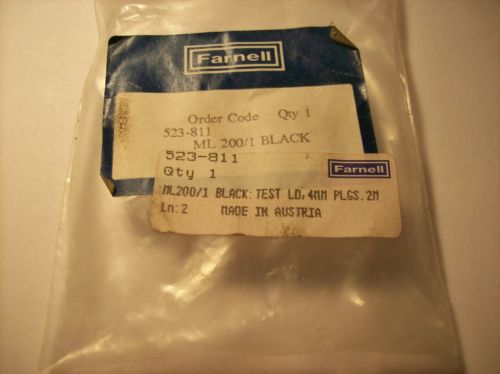 Farnell
Order Code Qty 1
523-811
ML 200/1 BLACK
523-811
Qty 1
Farnell
ML200/1 BLACK: TEST LD, 4MM PLGS. 2M
Ln: 2 MADE IN AUSTRIA